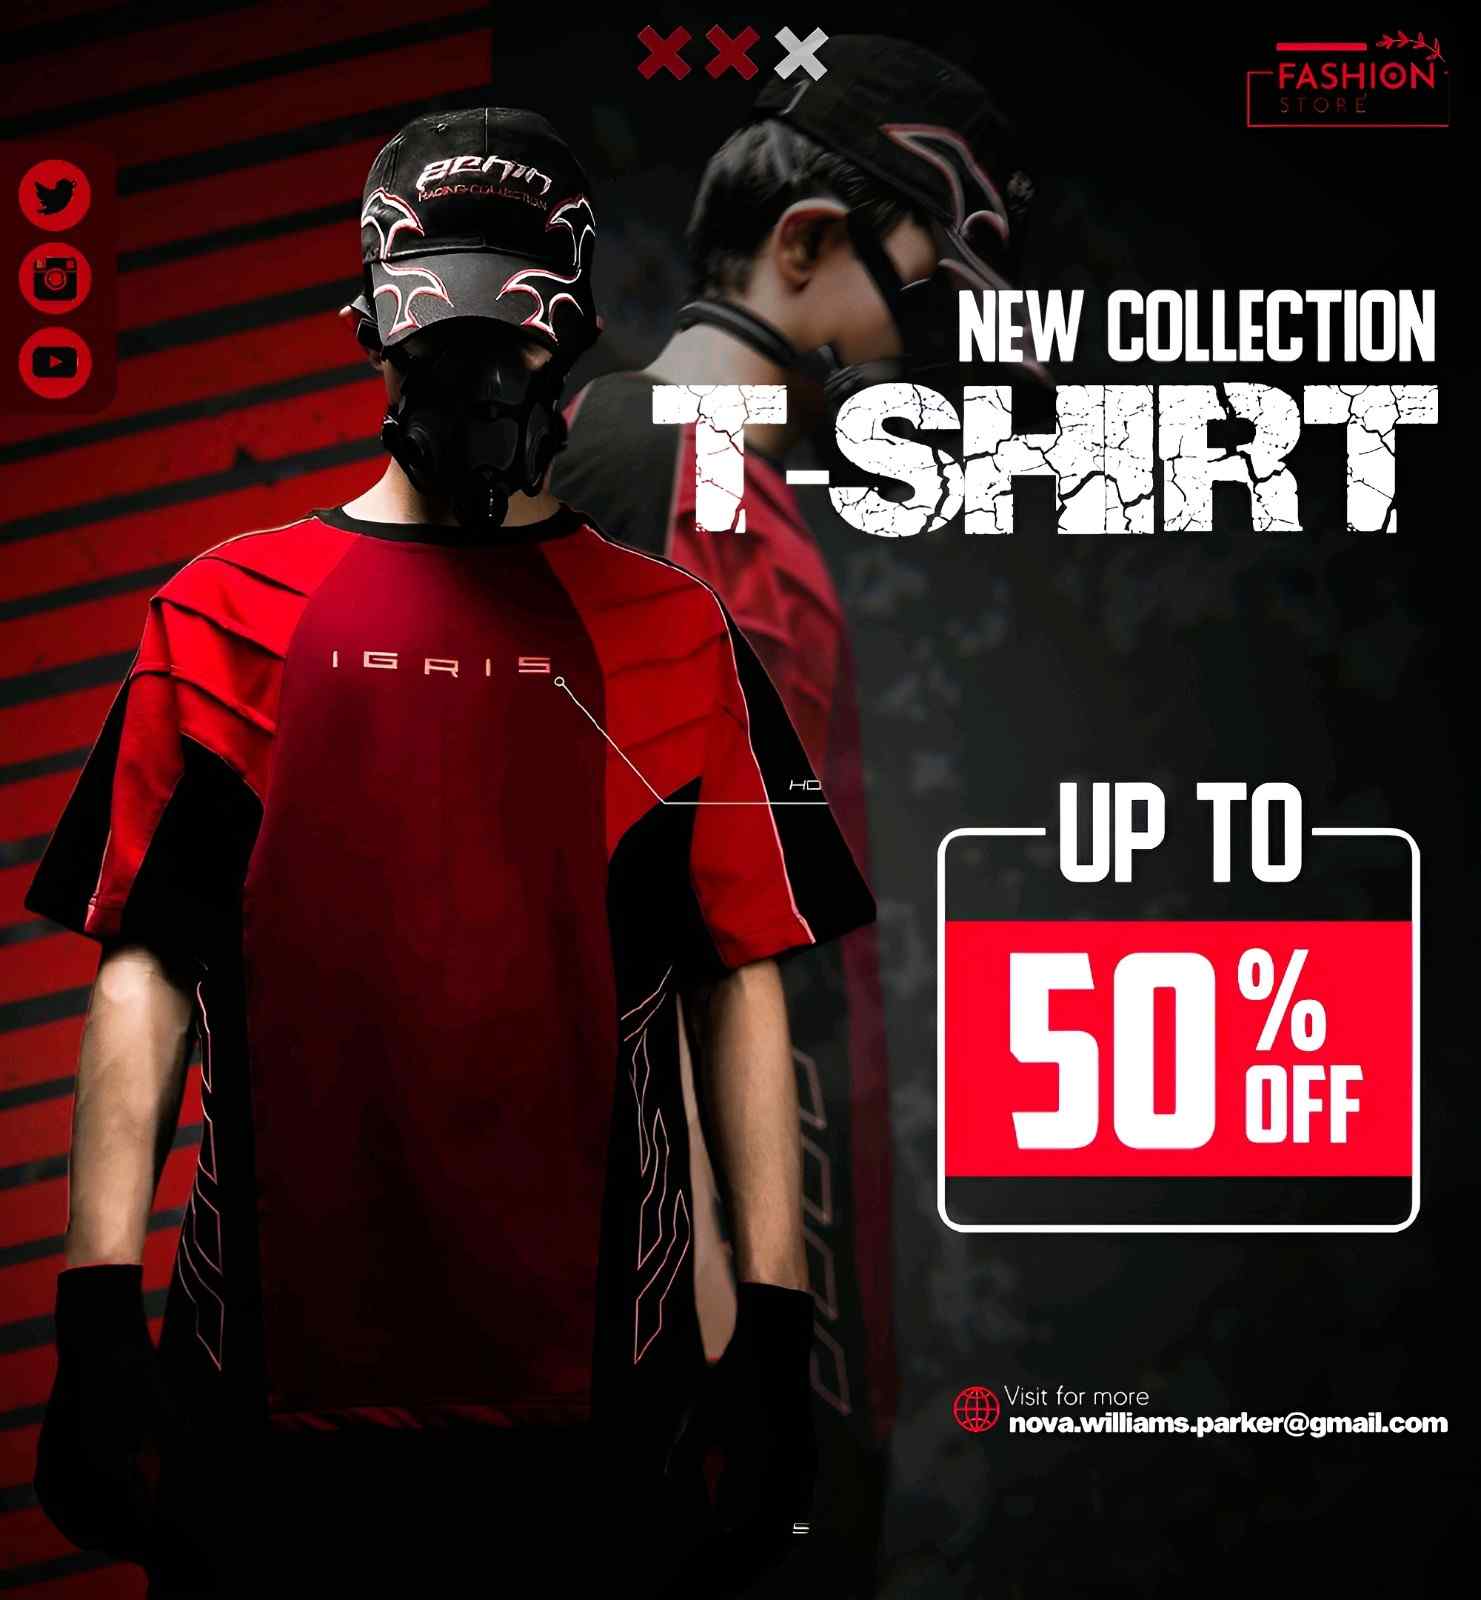 FASHION
STORE
RACING COLLECTION
NEW COLLECTION
T-SHIRT
IGRIS
HD
UP TO
50%
OFF
Visit for more
nova.williams.parker@gmail.com
S